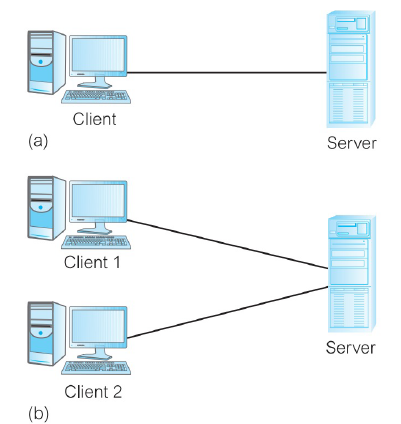 Client
(a)
Server
Client 1
Server
Client 2
(b)